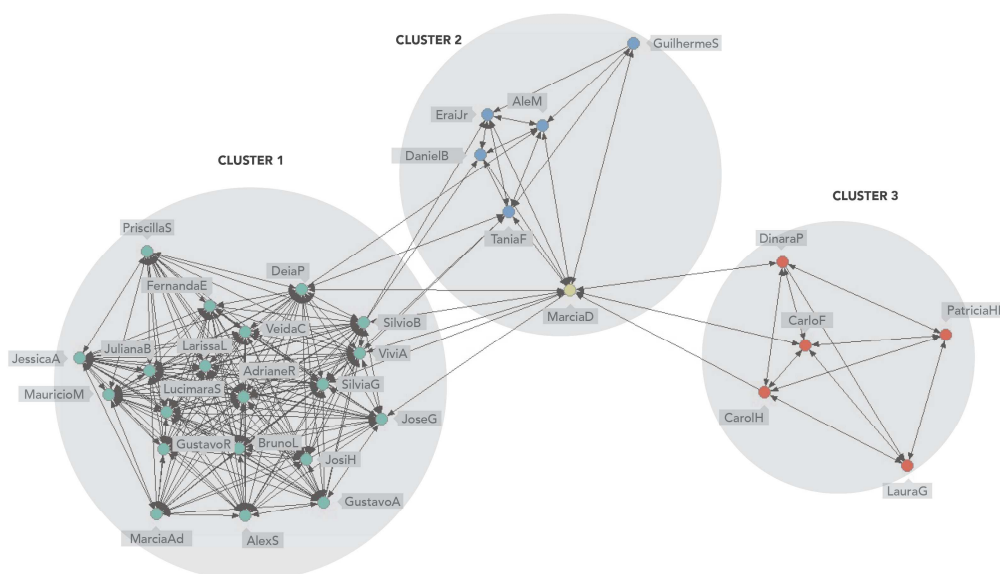 CLUSTER 2
GuilhermeS
AleM
EraiJr
DanielB
TaniaF
MarciaD
CLUSTER 1
PriscillaS
DeiaP
FernandaE
VeidaC
SilvioB
JulianaB
LarissaL
ViviA
JessicaA
AdrianeR
MauricioM
LucimaraS
SilviaG
JoseG
GustavoR
BrunoL
JosiH
GustavoA
MarciaAd
AlexS
CLUSTER 3
DinaraP
PatriciaHI
CarloF
CarolH
LauraG